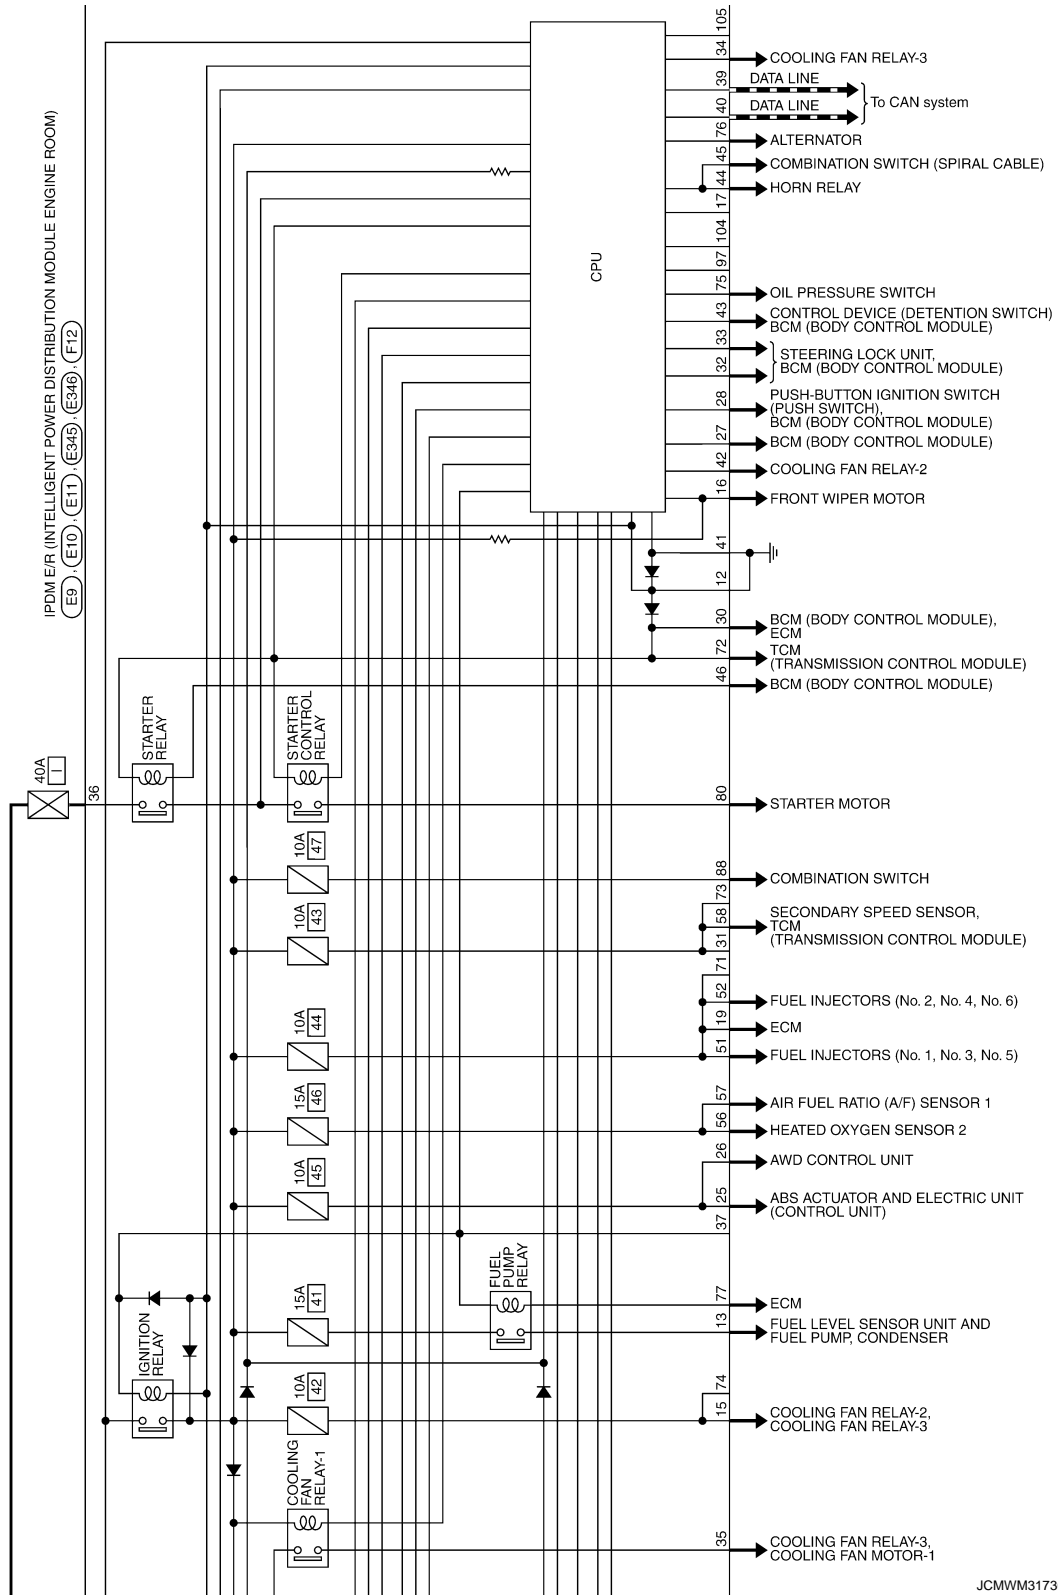 105
34
COOLING FAN RELAY-3
39
DATA LINE
40
DATA LINE
To CAN system
76
ALTERNATOR
45
COMBINATION SWITCH (SPIRAL CABLE)
44
HORN RELAY
17
104
97
CPU
75
OIL PRESSURE SWITCH
43
CONTROL DEVICE (DETENTION SWITCH)
BCM (BODY CONTROL MODULE)
33
32
STEERING LOCK UNIT,
BCM (BODY CONTROL MODULE)
28
PUSH-BUTTON IGNITION SWITCH
(PUSH SWITCH),
BCM (BODY CONTROL MODULE)
27
BCM (BODY CONTROL MODULE)
42
COOLING FAN RELAY-2
16
FRONT WIPER MOTOR
IPDM E/R (INTELLIGENT POWER DISTRIBUTION MODULE ENGINE ROOM)
E9 , E10 , E11 , E345 , E346 , F12
41
12
30
BCM (BODY CONTROL MODULE),
ECM
72
TCM
(TRANSMISSION CONTROL MODULE)
46
BCM (BODY CONTROL MODULE)
STARTER
RELAY
STARTER
CONTROL
RELAY
40A
I
36
80
STARTER MOTOR
10A
47
88
COMBINATION SWITCH
10A
43
73
58
31
SECONDARY SPEED SENSOR,
TCM
(TRANSMISSION CONTROL MODULE)
71
52
FUEL INJECTORS (No. 2, No. 4, No. 6)
19
ECM
10A
44
51
FUEL INJECTORS (No. 1, No. 3, No. 5)
15A
46
57
AIR FUEL RATIO (A/F) SENSOR 1
56
HEATED OXYGEN SENSOR 2
26
AWD CONTROL UNIT
10A
45
25
ABS ACTUATOR AND ELECTRIC UNIT
(CONTROL UNIT)
37
FUEL
PUMP
RELAY
15A
41
77
ECM
13
FUEL LEVEL SENSOR UNIT AND
FUEL PUMP, CONDENSER
IGNITION
RELAY
10A
42
74
15
COOLING FAN RELAY-2,
COOLING FAN RELAY-3
COOLING
FAN
RELAY-1
35
COOLING FAN RELAY-3,
COOLING FAN MOTOR-1
JCMWM3173